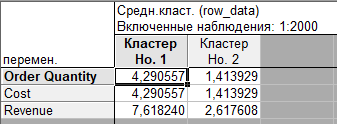 Средн.класт. (row_data)
Включенные наблюдения: 1:2000
перемен. Кластер Но. 1 Кластер Но. 2
Order Quantity 4,290557 1,413929
Cost 4,290557 1,413929
Revenue 7,618240 2,617608